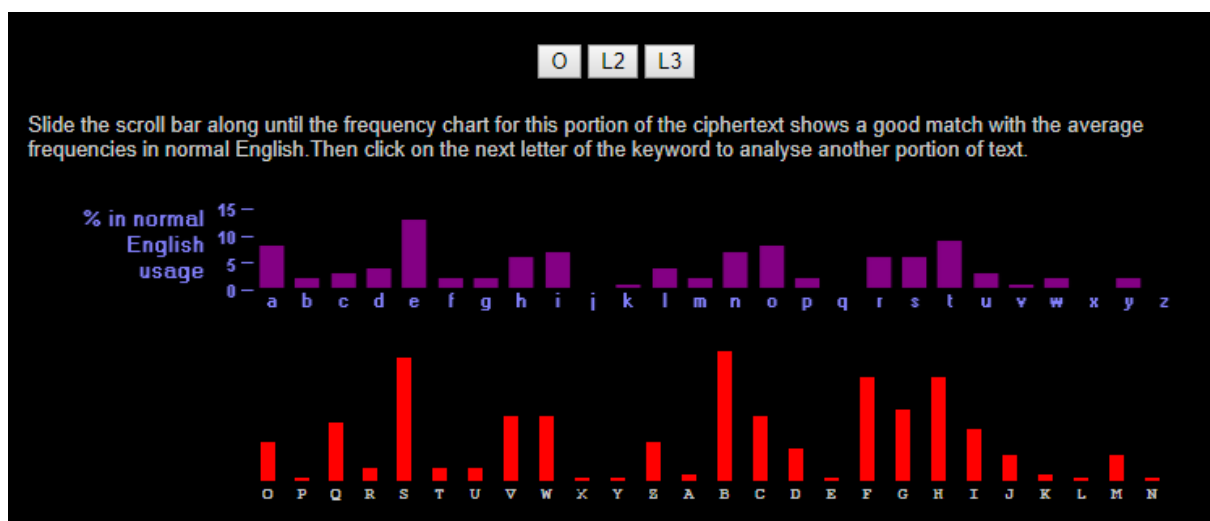 O L2 L3
Slide the scroll bar along until the frequency chart for this portion of the ciphertext shows a good match with the average
frequencies in normal English.Then click on the next letter of the keyword to analyse another portion of text.
% in normal
English
usage
15
10
5
0
a b c d e f g h i j k l m n o p q r s t u v w x y z
O P Q R S T U V W X Y Z A B C D E F G H I J K L M N